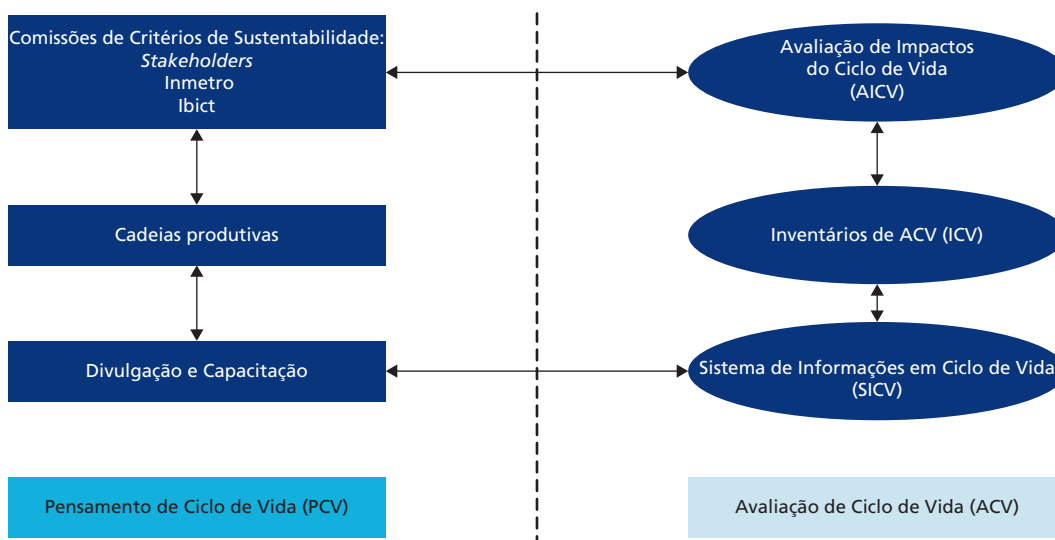 Comissões de Critérios de Sustentabilidade:
Stakeholders
Inmetro
Ibict
Avaliação de Impactos
do Ciclo de Vida
(AICV)
Cadeias produtivas
Inventários de ACV (ICV)
Divulgação e Capacitação
Sistema de Informações em Ciclo de Vida
(SICV)
Pensamento de Ciclo de Vida (PCV)
Avaliação de Ciclo de Vida (ACV)